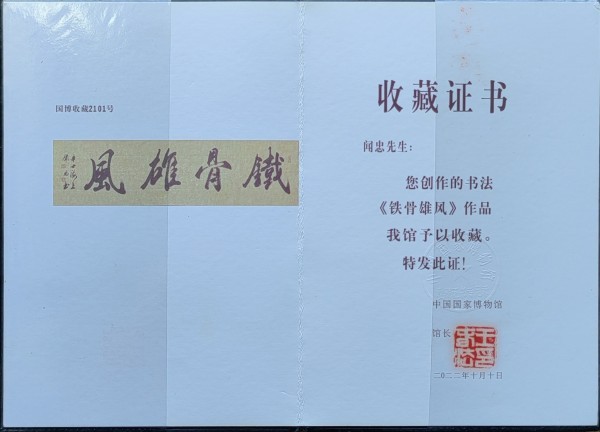 国博收藏2101号
鐵骨雄風
收藏证书
闻忠先生：
您创作的书法
《铁骨雄风》作品
我馆予以收藏。
特发此证！
中国国家博物馆
馆长
二〇二二年十月十日